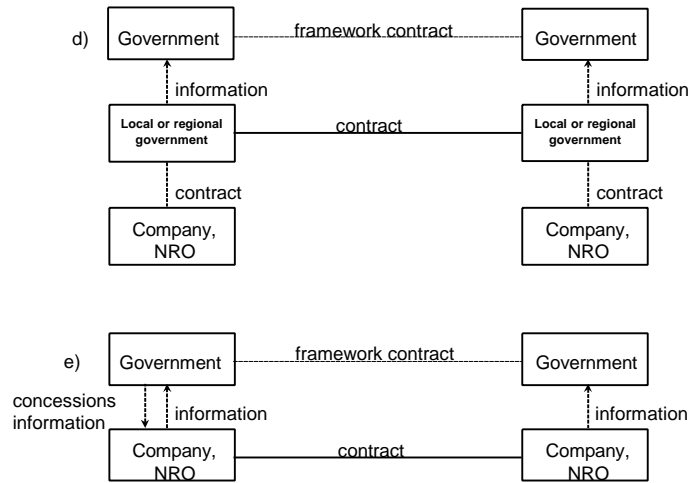 d)
Government framework contract Government
information information
Local or regional government contract Local or regional government
contract contract
Company, NRO Company, NRO
e)
Government framework contract Government
concessions information information information
Company, NRO contract Company, NRO